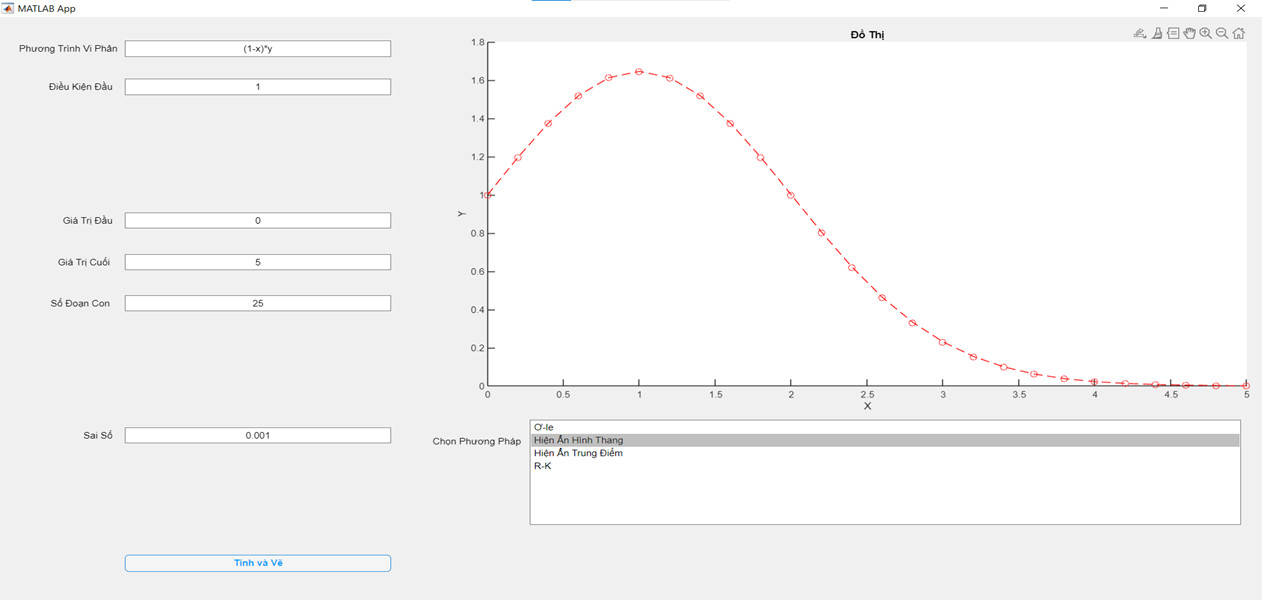 MATLAB App
Phương Trình Vi Phân
(1-x)*y
Điều Kiện Đầu
1
Giá Trị Đầu
0
Giá Trị Cuối
5
Số Đoạn Con
25
Sai Số
0.001
Tính và Vẽ
Đồ Thị
1.8
1.6
1.4
1.2
1
0.8
0.6
0.4
0.2
0
Y
0 0.5 1 1.5 2 2.5 3 3.5 4 4.5 5
X
Chọn Phương Pháp
Ơ-le
Hiện Ẩn Hình Thang
Hiện Ẩn Trung Điểm
R-K